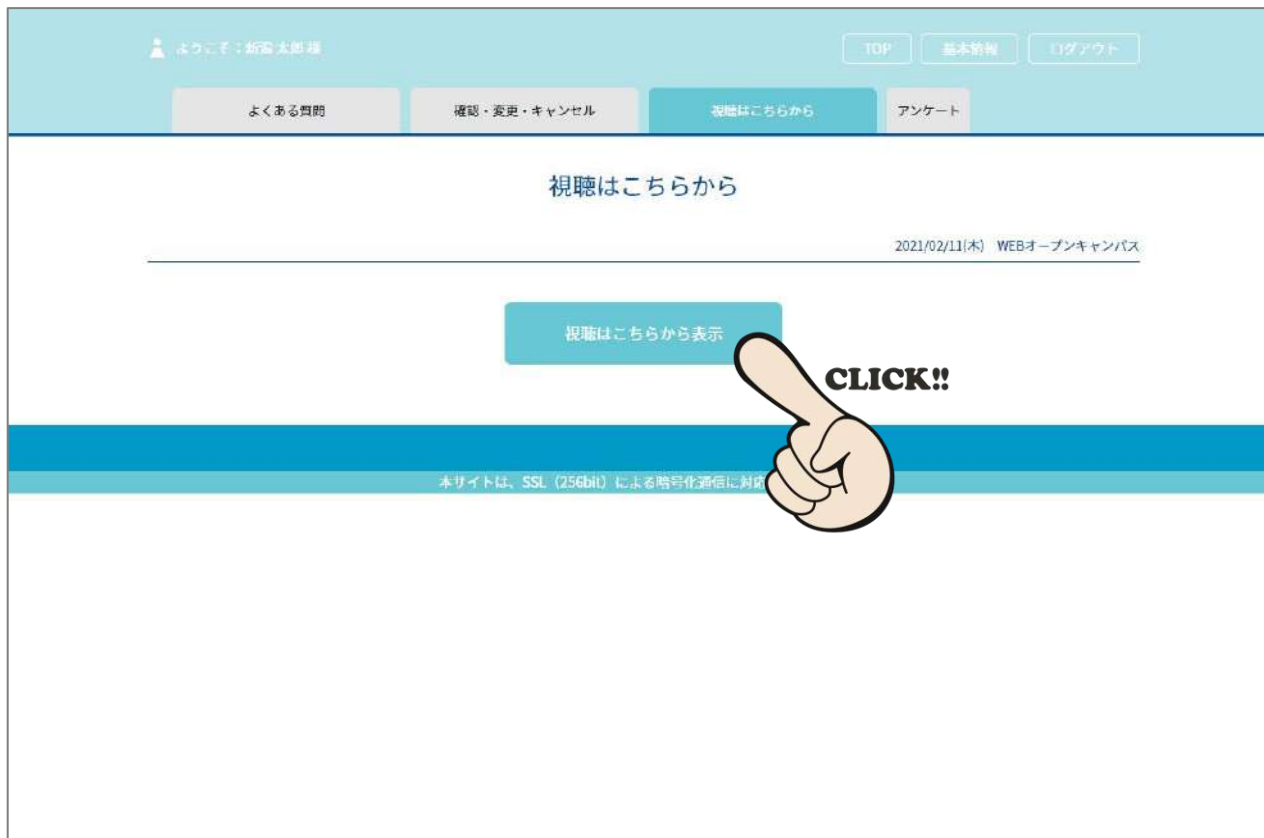 ようこそ：新潟 太郎 様
TOP 基本情報 ログアウト
よくある質問 確認・変更・キャンセル 視聴はこちらから アンケート
視聴はこちらから
2021/02/11(木) WEBオープンキャンパス
視聴はこちらから表示
CLICK!!
本サイトは、SSL（256bit）による暗号化通信に対応